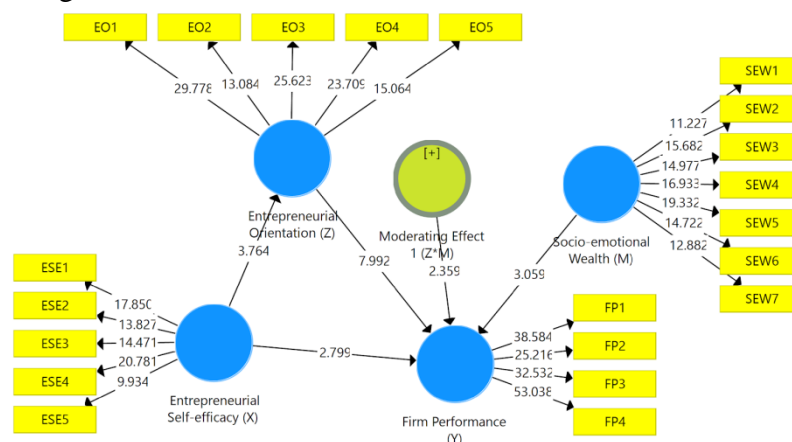 EO1
EO2
EO3
EO4
EO5
29.778
13.084
25.623
23.709
15.064
SEW1
SEW2
SEW3
SEW4
SEW5
SEW6
SEW7
11.227
15.682
14.977
16.933
19.332
14.722
12.882
[+]
Entrepreneurial
Orientation (Z)
Moderating Effect
1 (Z*M)
Socio-emotional
Wealth (M)
3.764
7.992
2.359
3.059
ESE1
ESE2
ESE3
ESE4
ESE5
17.850
13.827
14.471
20.781
9.934
2.799
FP1
FP2
FP3
FP4
38.584
25.216
32.532
53.038
Entrepreneurial
Self-efficacy (X)
Firm Performance
(Y)